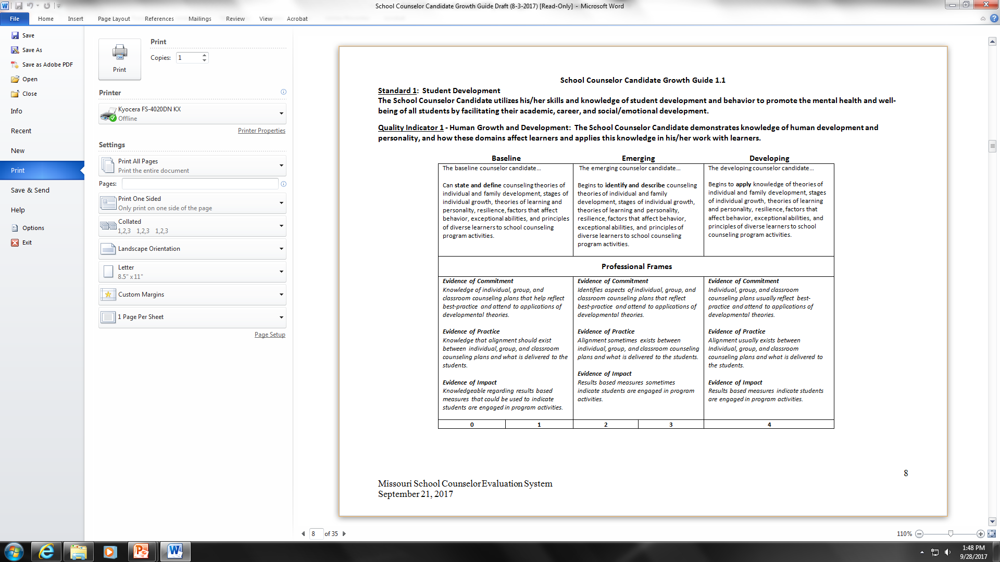 School Counselor Candidate Growth Guide Draft (8-3-2017) [Read-Only] - Microsoft Word
File Home Insert Page Layout References Mailings Review View Acrobat
Save
Save As
Save as Adobe PDF
Open
Close
Info
Recent
New
Print
Save & Send
Help
Options
Exit
Print
Print
Copies: 1
Printer
Kyocera FS-4020DN KX
Offline
Printer Properties
Settings
Print All Pages
Print the entire document
Pages:
Print One Sided
Only print on one side of the page
Collated
1,2,3 1,2,3 1,2,3
Landscape Orientation
Letter
8.5" x 11"
Custom Margins
1 Page Per Sheet
Page Setup
School Counselor Candidate Growth Guide 1.1
Standard 1: Student Development
The School Counselor Candidate utilizes his/her skills and knowledge of student development and behavior to promote the mental health and well-
being of all students by facilitating their academic, career, and social/emotional development.
Quality Indicator 1 - Human Growth and Development: The School Counselor Candidate demonstrates knowledge of human development and
personality, and how these domains affect learners and applies this knowledge in his/her work with learners.
Baseline Emerging Developing
The baseline counselor candidate...
Can state and define counseling theories of
individual and family development, stages of
individual growth, theories of learning and
personality, resilience, factors that affect
behavior, exceptional abilities, and principles
of diverse learners to school counseling
program activities.
The emerging counselor candidate...
Begins to identify and describe counseling
theories of individual and family
development, stages of individual growth,
theories of learning and personality,
resilience, factors that affect behavior,
exceptional abilities, and principles of
diverse learners to school counseling
program activities.
The developing counselor candidate...
Begins to apply knowledge of theories of
individual and family development, stages
of individual growth, theories of learning
and personality, resilience, factors that
affect behavior, exceptional abilities, and
principles of diverse learners to school
counseling program activities.
Professional Frames
Evidence of Commitment
Knowledge of individual, group, and
classroom counseling plans that help reflect
best-practice and attend to applications of
developmental theories.
Evidence of Practice
Knowledge that alignment should exist
between individual, group, and classroom
counseling plans and what is delivered to the
students.
Evidence of Impact
Knowledgeable regarding results based
measures that could be used to indicate
students are engaged in program activities.
Evidence of Commitment
Identifies aspects of individual, group, and
classroom counseling plans that reflect
best-practice and attend to applications of
developmental theories.
Evidence of Practice
Alignment sometimes exists between
individual, group, and classroom counseling
plans and what is delivered to the students.
Evidence of Impact
Results based measures sometimes
indicate students are engaged in program
activities.
Evidence of Commitment
Individual, group, and classroom
counseling plans usually reflect best-
practice and attend to applications of
developmental theories.
Evidence of Practice
Alignment usually exists between
Individual, group, and classroom
counseling plans and what is delivered to
the students.
Evidence of Impact
Results based measures indicate students
are engaged in program activities.
0 1 2 3 4
8
Missouri School Counselor Evaluation System
September 21, 2017
8 of 35
110%
1:48 PM
9/28/2017